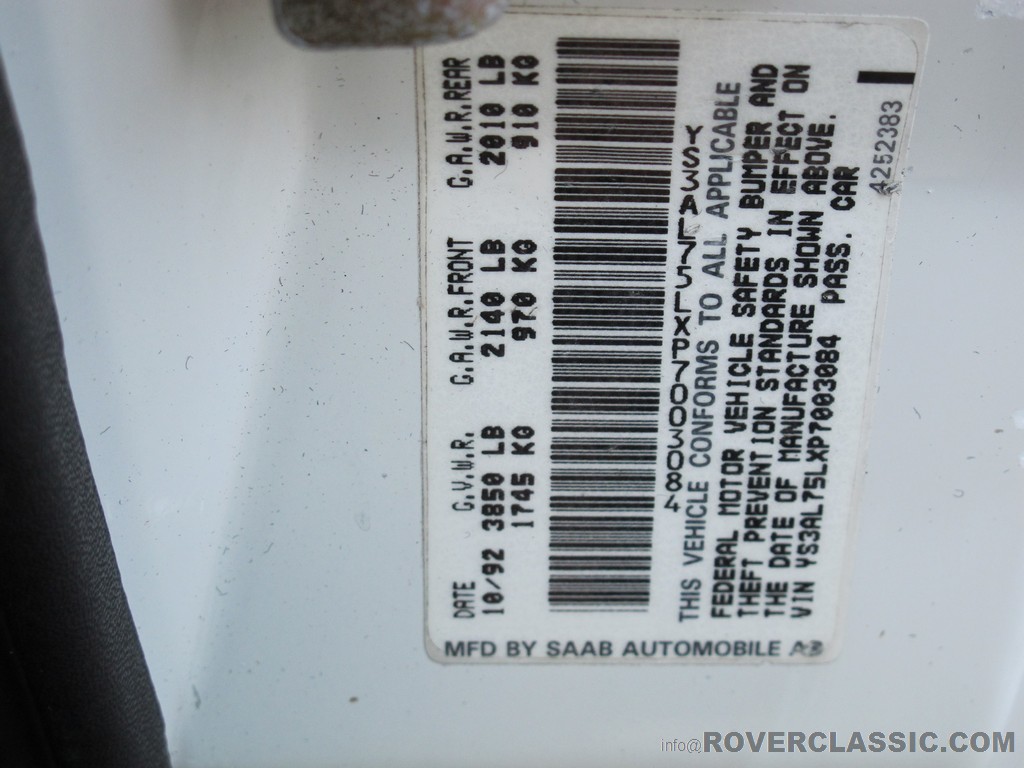 MFD BY SAAB AUTOMOBILE AB
DATE G.V.W.R. G.A.W.R.FRONT G.A.W.R.REAR
10/92 3850 LB 2140 LB 2010 LB
1745 KG 970 KG 910 KG
YS3AL75LXP7003084
THIS VEHICLE CONFORMS TO ALL APPLICABLE
FEDERAL MOTOR VEHICLE SAFETY BUMPER AND
THEFT PREVENTION STANDARDS IN EFFECT ON
THE DATE OF MANUFACTURE SHOWN ABOVE.
VIN YS3AL75LXP7003084 PASS. CAR
4252383
info@ROVERCLASSIC.COM